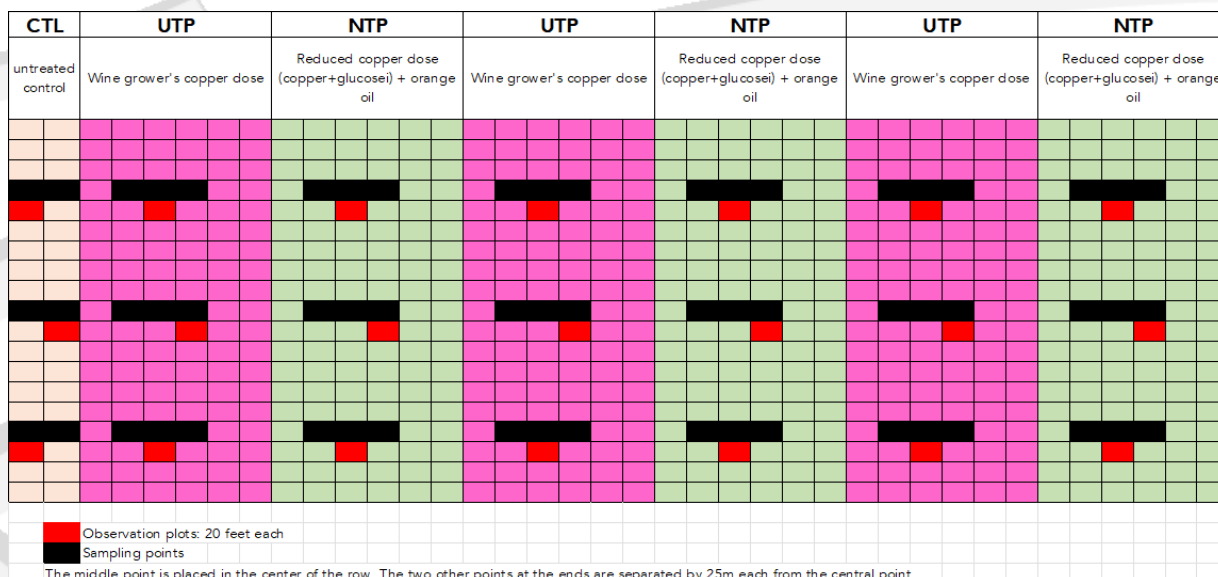 CTL UTP NTP UTP NTP UTP NTP
untreated
control
Wine grower's copper dose
Reduced copper dose
(copper+glucosei) + orange
oil
Wine grower's copper dose
Reduced copper dose
(copper+glucosei) + orange
oil
Wine grower's copper dose
Reduced copper dose
(copper+glucosei) + orange
oil
Observation plots: 20 feet each
Sampling points
The middle point is placed in the center of the row. The two other points at the ends are separated by 25m each from the central point